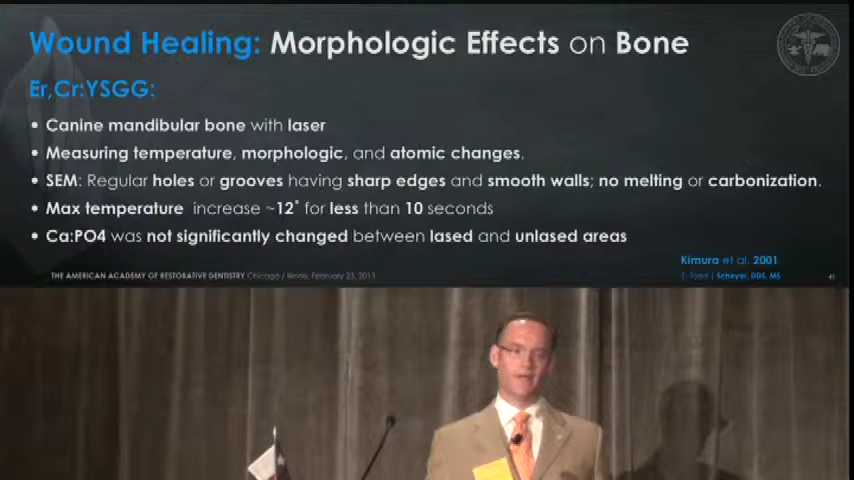 Wound Healing: Morphologic Effects on Bone
Er,Cr:YSGG:
• Canine mandibular bone with laser
• Measuring temperature, morphologic, and atomic changes.
• SEM: Regular holes or grooves having sharp edges and smooth walls; no melting or carbonization.
• Max temperature increase ~12° for less than 10 seconds
• Ca:PO4 was not significantly changed between lased and unlased areas
Kimura et al. 2001
THE AMERICAN ACADEMY OF RESTORATIVE DENTISTRY Chicago / Illinois, February 23, 2013
E. Todd | Scheyer, DDS, MS